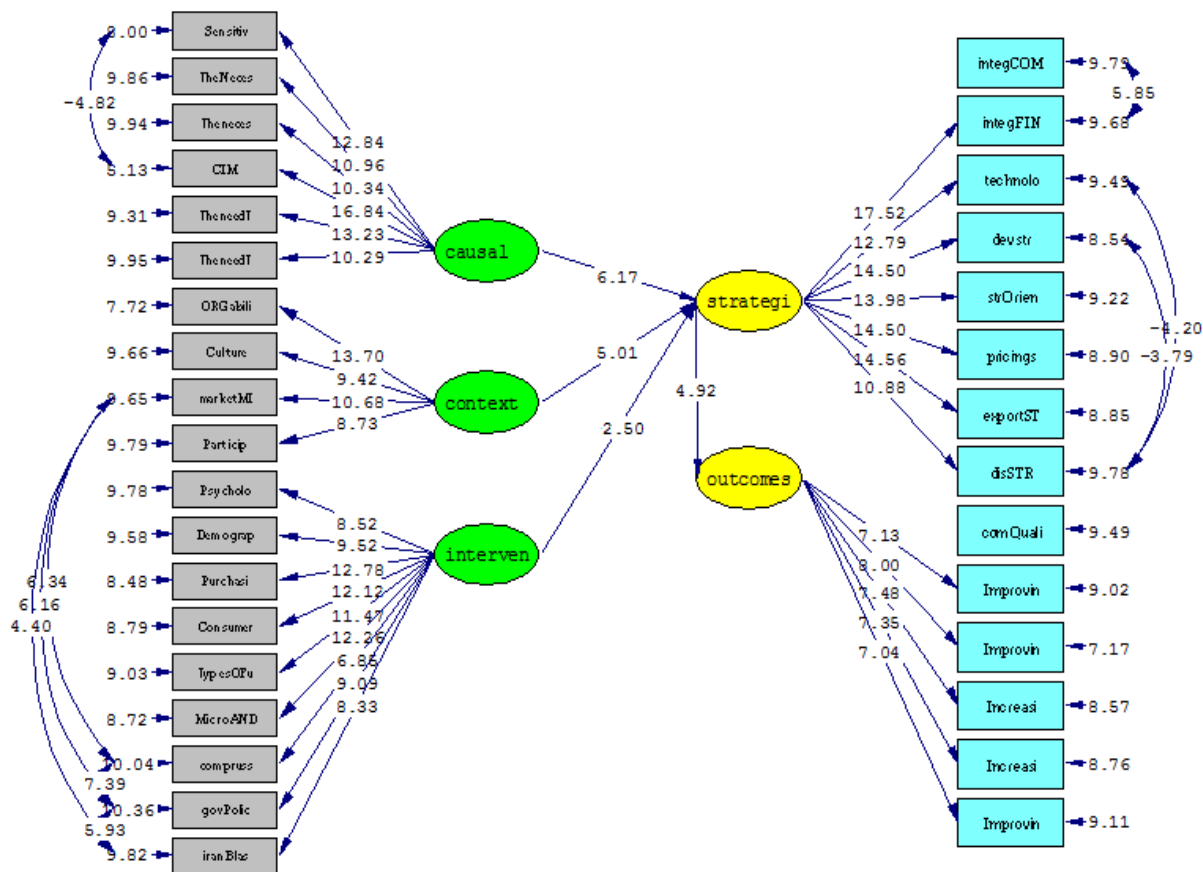 8.00 Sensitiv
9.86 TheNeces
-4.82
9.94 Theneces
5.13 CIM
9.31 TheneedT
9.95 TheneedT
7.72 ORGabili
9.66 Culture
9.65 marketMI
9.79 Particip
9.78 Psycholo
9.58 Demograp
8.48 Purchasi
8.79 Consumer
9.03 TypesOFu
8.72 MicroAND
10.04 compruss
10.36 govPolic
9.82 iranBlas
6.34
6.16
4.40
7.39
5.93
12.84
10.96
10.34
16.84
13.23
10.29
causal
13.70
9.42
10.68
8.73
context
8.52
9.52
12.78
12.12
11.47
12.26
6.85
9.09
8.33
interven
6.17
5.01
2.50
strategi
4.92
outcomes
17.52
12.79
14.50
13.98
14.50
14.56
10.88
7.13
8.00
7.48
7.35
7.04
integCOM 9.79
5.85
integFIN 9.68
technolo 9.49
devstr 8.54
strOrien 9.22
-4.20
-3.79
pricings 8.90
exportST 8.85
disSTR 9.78
comQuali 9.49
Improvin 9.02
Improvin 7.17
Increasi 8.57
Increasi 8.76
Improvin 9.11